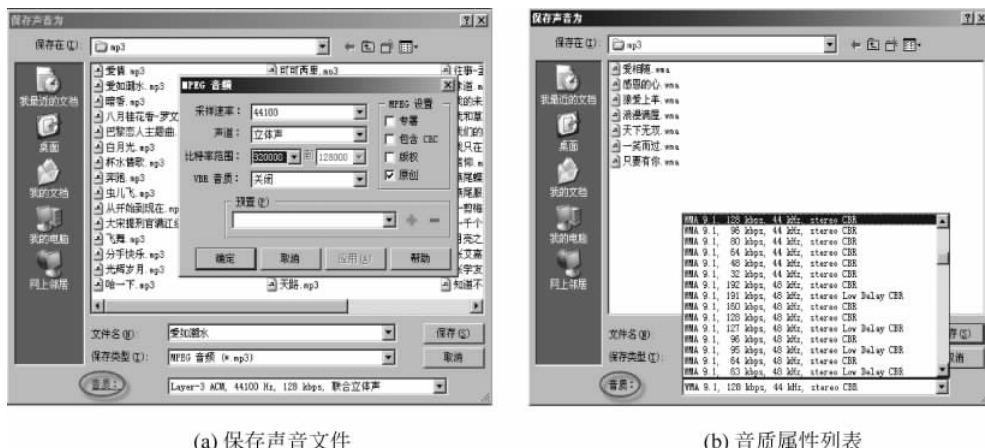 保存声音为
保存在(I):
mp3
我最近的文档
桌面
我的文档
我的电脑
网上邻居
爱情.mp3
爱如潮水.mp3
暗香.mp3
八月桂花香-罗文
巴黎恋人主题曲.
白月光.mp3
杯水情歌.mp3
奔跑.mp3
虫儿飞.mp3
从开始到现在.mp
大宋提刑官满江红
飞舞.mp3
分手快乐.mp3
光辉岁月.mp3
哈一下.mp3
可可西里.mp3
天路.mp3
MPEG 音频
采样速率:
44100
声道:
立体声
比特率范围:
320000
到
128000
VBR 音质:
关闭
MPEG 设置
专署
包含 CRC
版权
原创
预置(P)
确定
取消
应用(A)
帮助
文件名(N):
爱如潮水
保存(S)
保存类型(T):
MPEG 音频 (*.mp3)
取消
音质:
Layer-3 ACM, 44100 Hz, 128 kbps, 联合立体声
(a) 保存声音文件
保存声音为
保存在(I):
mp3
我最近的文档
桌面
我的文档
我的电脑
网上邻居
爱相随.wma
感恩的心.wma
狼爱上羊.wma
浪漫满屋.wma
天下无双.wma
一笑而过.wma
只要有你.wma
WMA 9.1, 128 kbps, 44 kHz, stereo CBR
WMA 9.1, 96 kbps, 44 kHz, stereo CBR
WMA 9.1, 80 kbps, 44 kHz, stereo CBR
WMA 9.1, 64 kbps, 44 kHz, stereo CBR
WMA 9.1, 48 kbps, 44 kHz, stereo CBR
WMA 9.1, 32 kbps, 44 kHz, stereo CBR
WMA 9.1, 192 kbps, 48 kHz, stereo CBR
WMA 9.1, 191 kbps, 48 kHz, stereo Low Delay CBR
WMA 9.1, 160 kbps, 48 kHz, stereo CBR
WMA 9.1, 128 kbps, 48 kHz, stereo CBR
WMA 9.1, 127 kbps, 48 kHz, stereo Low Delay CBR
WMA 9.1, 96 kbps, 48 kHz, stereo CBR
WMA 9.1, 95 kbps, 48 kHz, stereo Low Delay CBR
WMA 9.1, 64 kbps, 48 kHz, stereo CBR
WMA 9.1, 63 kbps, 48 kHz, stereo Low Delay CBR
文件名(N):
存(S)
保存类型(T):
取消
音质:
WMA 9.1, 128 kbps, 44 kHz, stereo CBR
(b) 音质属性列表